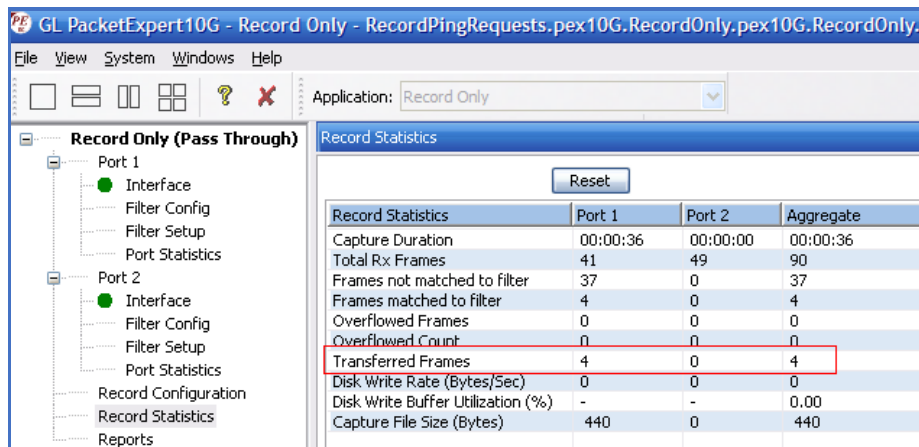 GL PacketExpert10G - Record Only - RecordPingRequests.pex10G.RecordOnly.pex10G.RecordOnly.
File View System Windows Help
Application: Record Only
Record Only (Pass Through)
Port 1
Interface
Filter Config
Filter Setup
Port Statistics
Port 2
Interface
Filter Config
Filter Setup
Port Statistics
Record Configuration
Record Statistics
Reports
Record Statistics
Reset
Record Statistics Port 1 Port 2 Aggregate
Capture Duration 00:00:36 00:00:00 00:00:36
Total Rx Frames 41 49 90
Frames not matched to filter 37 0 37
Frames matched to filter 4 0 4
Overflowed Frames 0 0 0
Overflowed Count 0 0 0
Transferred Frames 4 0 4
Disk Write Rate (Bytes/Sec) 0 0 0
Disk Write Buffer Utilization (%) - - 0.00
Capture File Size (Bytes) 440 0 440